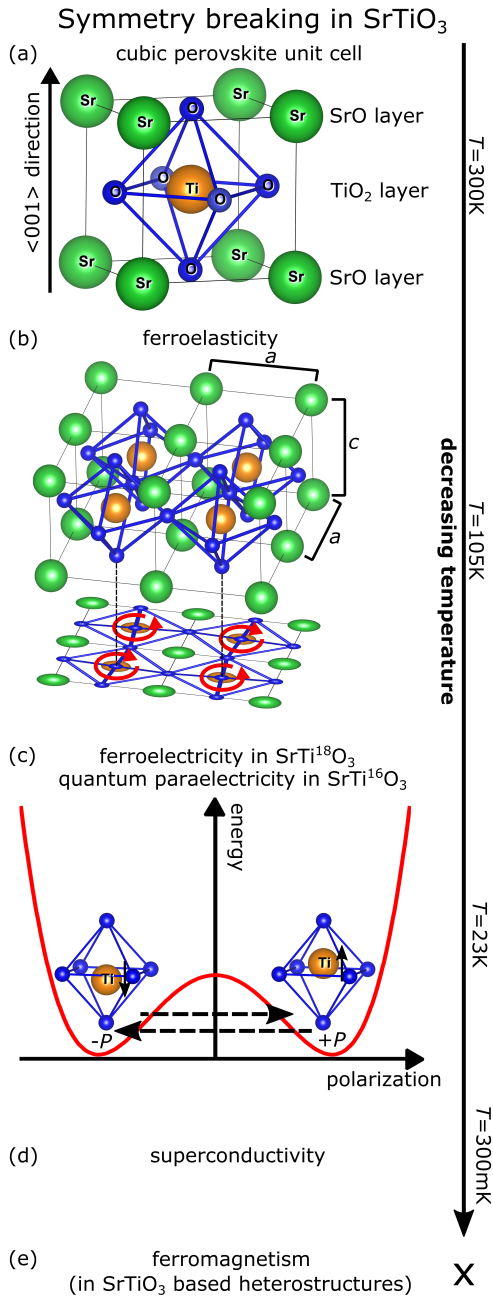 Symmetry breaking in SrTiO₃
(a) cubic perovskite unit cell
<001> direction
Sr
Sr
Sr
Sr
O
O
O
Ti
O
O
O
Sr
Sr
Sr
Sr
SrO layer
TiO₂ layer
SrO layer
T=300K
(b) ferroelasticity
a
c
a
decreasing temperature
T=105K
(c) ferroelectricity in SrTi¹⁸O₃
quantum paraelectricity in SrTi¹⁶O₃
energy
Ti
Ti
-P
+P
polarization
T=23K
T=300mK
(d) superconductivity
(e) ferromagnetism
(in SrTiO₃ based heterostructures)
X